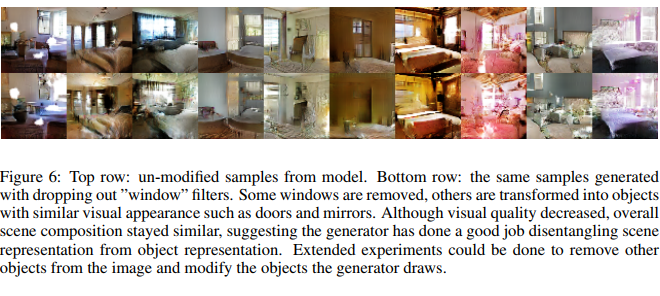 Figure 6: Top row: un-modified samples from model. Bottom row: the same samples generated
with dropping out ”window” filters. Some windows are removed, others are transformed into objects
with similar visual appearance such as doors and mirrors. Although visual quality decreased, overall
scene composition stayed similar, suggesting the generator has done a good job disentangling scene
representation from object representation. Extended experiments could be done to remove other
objects from the image and modify the objects the generator draws.